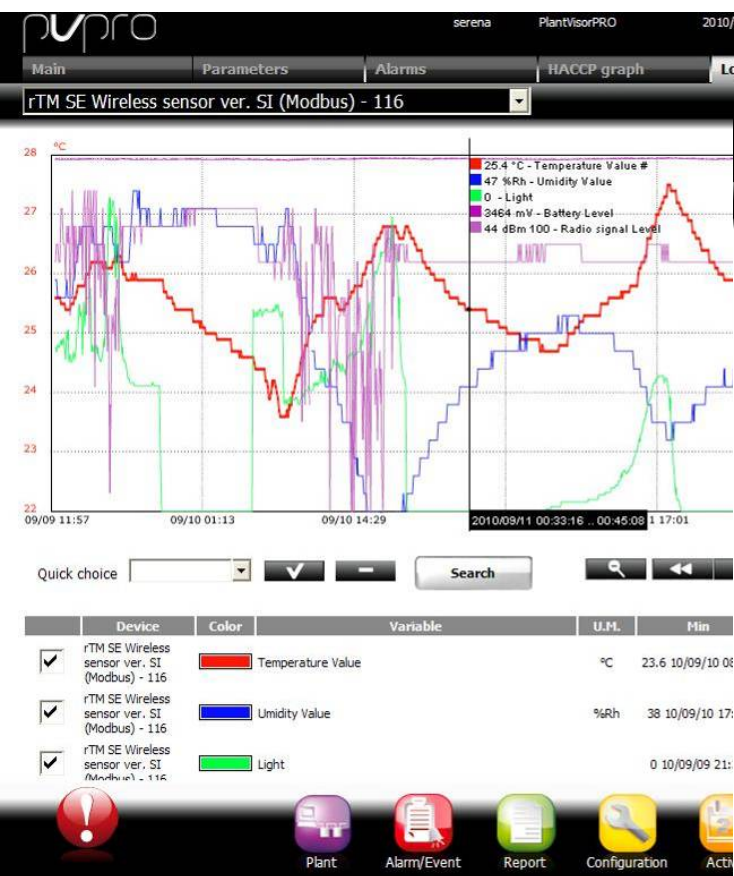 pvpro
serena PlantVisorPRO 2010/
Main Parameters Alarms HACCP graph Lo
rTM SE Wireless sensor ver. SI (Modbus) - 116
°C
28
27
26
25
24
23
22
25.4 °C - Temperature Value #
47 %Rh - Umidity Value
0 - Light
3464 mV - Battery Level
44 dBm 100 - Radio signal Level
09/09 11:57 09/10 01:13 09/10 14:29 2010/09/11 00:33:16 .. 00:45:08 1 17:01
Quick choice Search
Device Color Variable U.M. Min
rTM SE Wireless
sensor ver. SI
(Modbus) - 116
Temperature Value °C 23.6 10/09/10 08
rTM SE Wireless
sensor ver. SI
(Modbus) - 116
Umidity Value %Rh 38 10/09/10 17:
rTM SE Wireless
sensor ver. SI
(Modbus) - 116
Light 0 10/09/09 21:
Plant Alarm/Event Report Configuration Activ